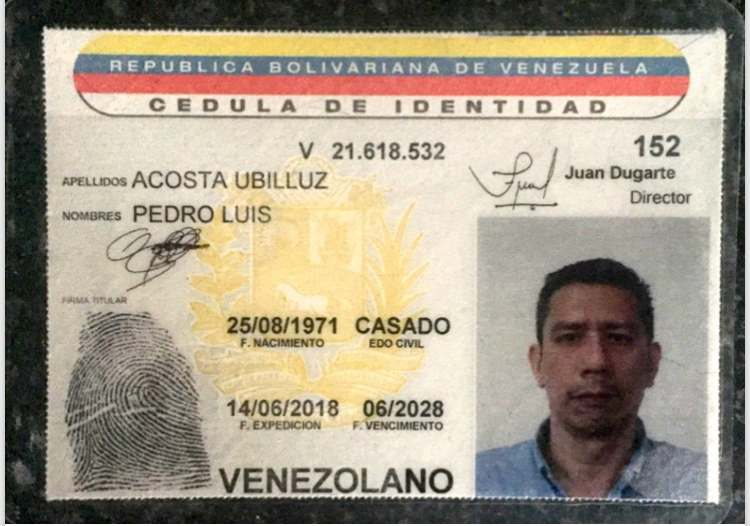 REPUBLICA BOLIVARIANA DE VENEZUELA
CEDULA DE IDENTIDAD
V 21.618.532
152
APELLIDOS ACOSTA UBILLUZ
Juan Dugarte
Director
NOMBRES PEDRO LUIS
FIRMA TITULAR
25/08/1971 CASADO
F. NACIMIENTO EDO CIVIL
14/06/2018 06/2028
F. EXPEDICION F. VENCIMIENTO
VENEZOLANO